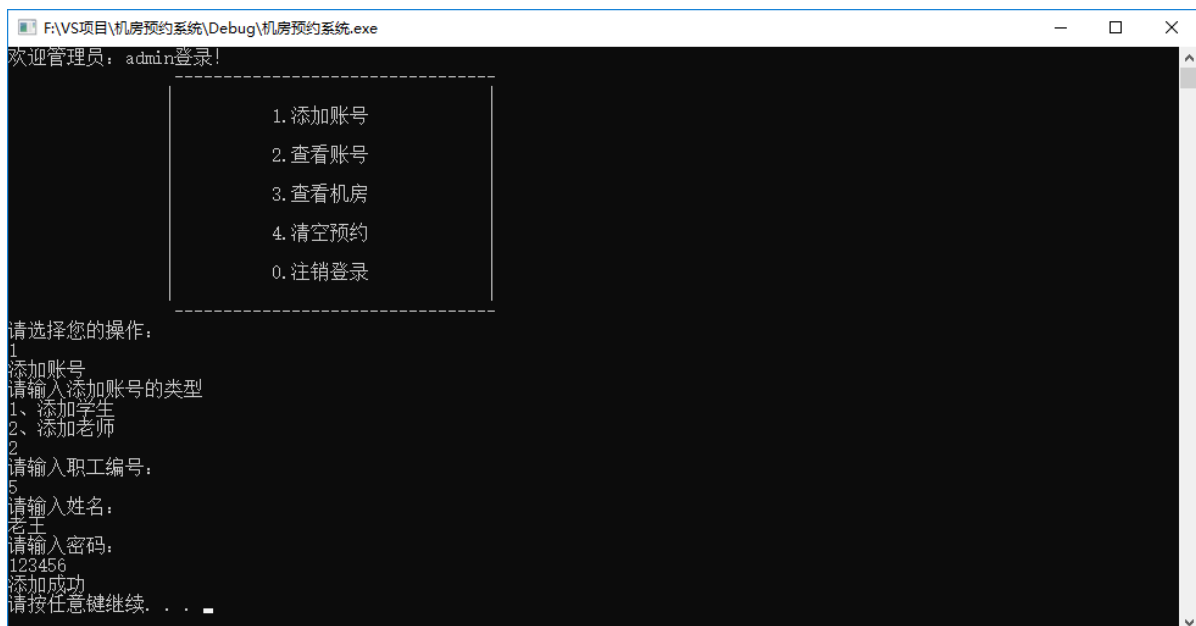 F:\VS项目\机房预约系统\Debug\机房预约系统.exe
欢迎管理员：admin登录！
---------------------------------
1.添加账号
2.查看账号
3.查看机房
4.清空预约
0.注销登录
---------------------------------
请选择您的操作：
1
添加账号
请输入添加账号的类型
1、添加学生
2、添加老师
2
请输入职工编号：
5
请输入姓名：
老王
请输入密码：
123456
添加成功
请按任意键继续. . .